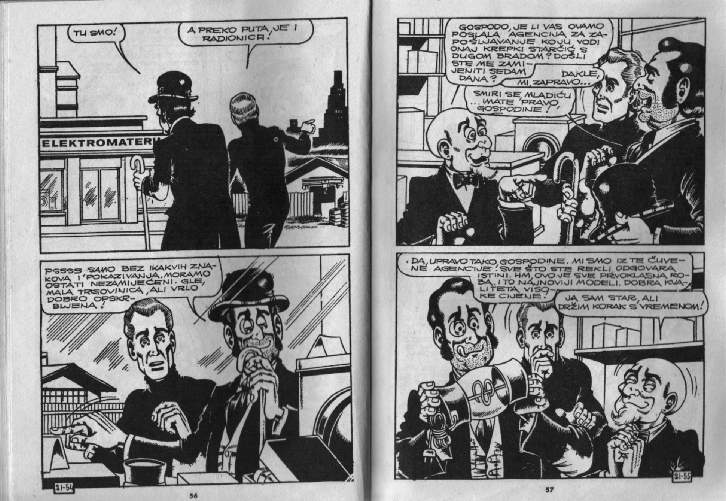 TU SMO!
A PREKO PUTA, JE I
RADIONICA!
ELEKTROMATERI
PSSSS SAMO BEZ IKAKVIH ZNA-
KOVA I POKAZIVANJA, MORAMO
OSTATI NEZAMIJEĆENI. GLE,
MALA TRGOVINICA, ALI VRLO
DOBRO OPSKR-
BLJENA!
21-54
56
GOSPODO, JE LI VAS OVAMO
POSLALA AGENCIJA ZA ZA-
POŠLJAVANJE KOJU VODI
ONAJ KREPKI STARČIĆ S
DUGOM BRADOM? DOŠLI
STE ME ZAMI-
JENITI SEDAM
DANA?
DAKLE,
MI, ZAPRAVO...
SMIRI SE MLADIĆU
...IMATE PRAVO,
GOSPODINE!
DA, UPRAVO TAKO, GOSPODINE. MI SMO IZ TE ČUVE-
NE AGENCIJE! SVE ŠTO STE REKLI ODGOVARA
ISTINI. HM, OVO JE SVE PRVOKLASNA RO-
BA, I TO NAJNOVIJI MODELI, DOBRA KVA-
LITETA VISO-
KE CIJENE!
JA SAM STAR, ALI
DRŽIM KORAK S VREMENOM!
21-55
57